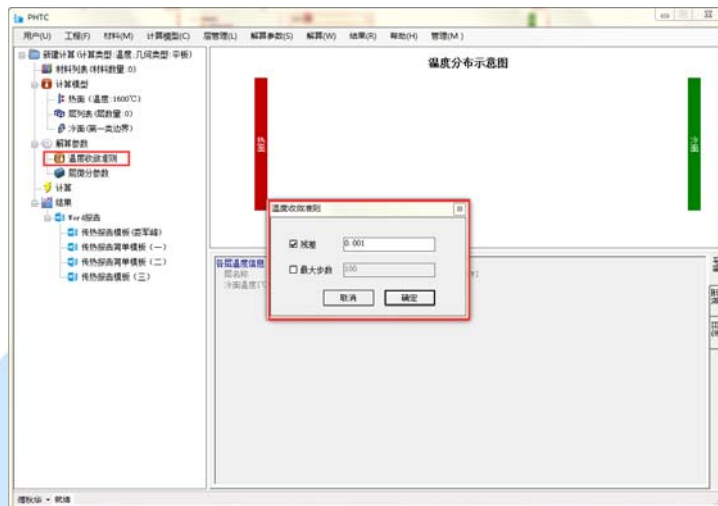 PHTC
用户(U) 工程(F) 材料(M) 计算模型(C) 层管理(L) 解算参数(S) 解算(W) 结果(R) 帮助(H) 管理(M)
新建计算(计算类型:温度;几何类型:平板)
材料列表(材料数量:0)
计算模型
热面 (温度:1600℃)
层列表(层数量:0)
冷面(第一类边界)
解算参数
温度收敛准则
层微分参数
计算
结果
Word报告
传热报告模板
传热报告简单模板 (一)
传热报告简单模板 (二)
传热报告模板 (三)
温度分布示意图
热面
冷面
温度收敛准则
残差 0.001
最大步数 100
取消 确定
各层温度信息
层名称
冷面温度
就绪